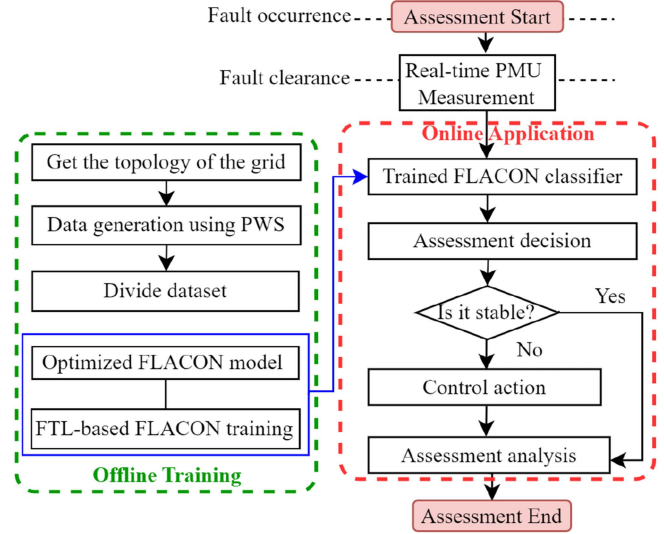 Fault occurrence
Assessment Start
Fault clearance
Real-time PMU
Measurement
Online Application
Get the topology of the grid
Data generation using PWS
Divide dataset
Optimized FLACON model
FTL-based FLACON training
Offline Training
Trained FLACON classifier
Assessment decision
Is it stable?
Yes
No
Control action
Assessment analysis
Assessment End